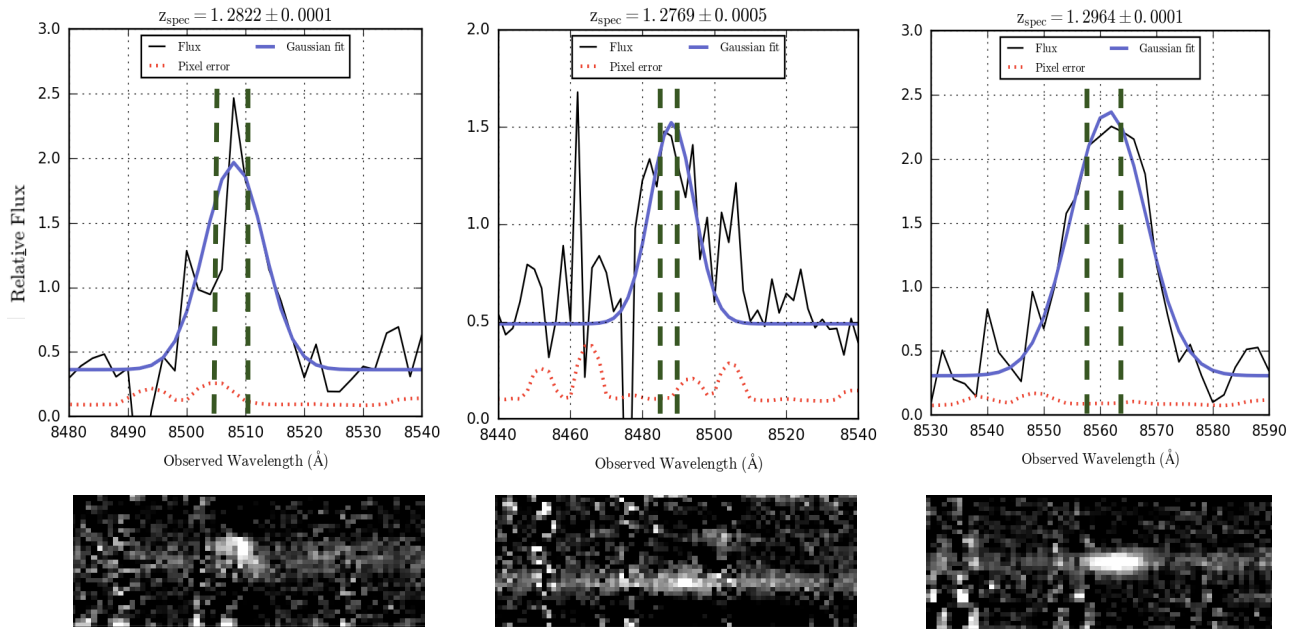 z_spec = 1.2822 ± 0.0001
3.0
2.5
2.0
1.5
1.0
0.5
0.0
Relative Flux
Flux
Gaussian fit
Pixel error
8480 8490 8500 8510 8520 8530 8540
Observed Wavelength (Å)
z_spec = 1.2769 ± 0.0005
2.0
1.5
1.0
0.5
0.0
Flux
Gaussian fit
Pixel error
8440 8460 8480 8500 8520 8540
Observed Wavelength (Å)
z_spec = 1.2964 ± 0.0001
3.0
2.5
2.0
1.5
1.0
0.5
0.0
Flux
Gaussian fit
Pixel error
8530 8540 8550 8560 8570 8580 8590
Observed Wavelength (Å)